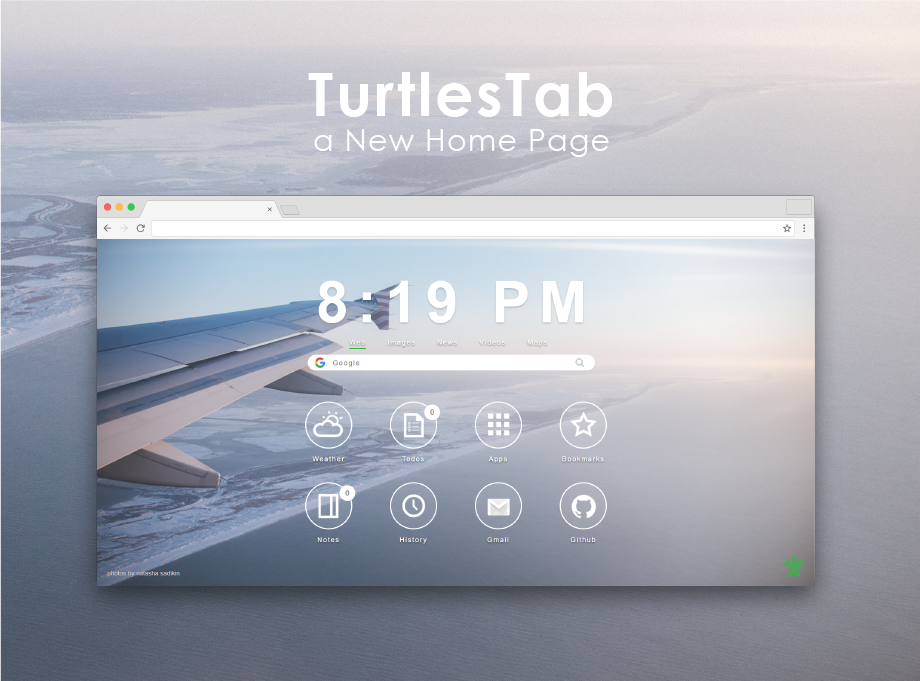 TurtlesTab
a New Home Page
8:19 PM
Web Images News Videos Maps
Google
0
Weather Todos Apps Bookmarks
0
Notes History Gmail Github
photos by natasha sadikin